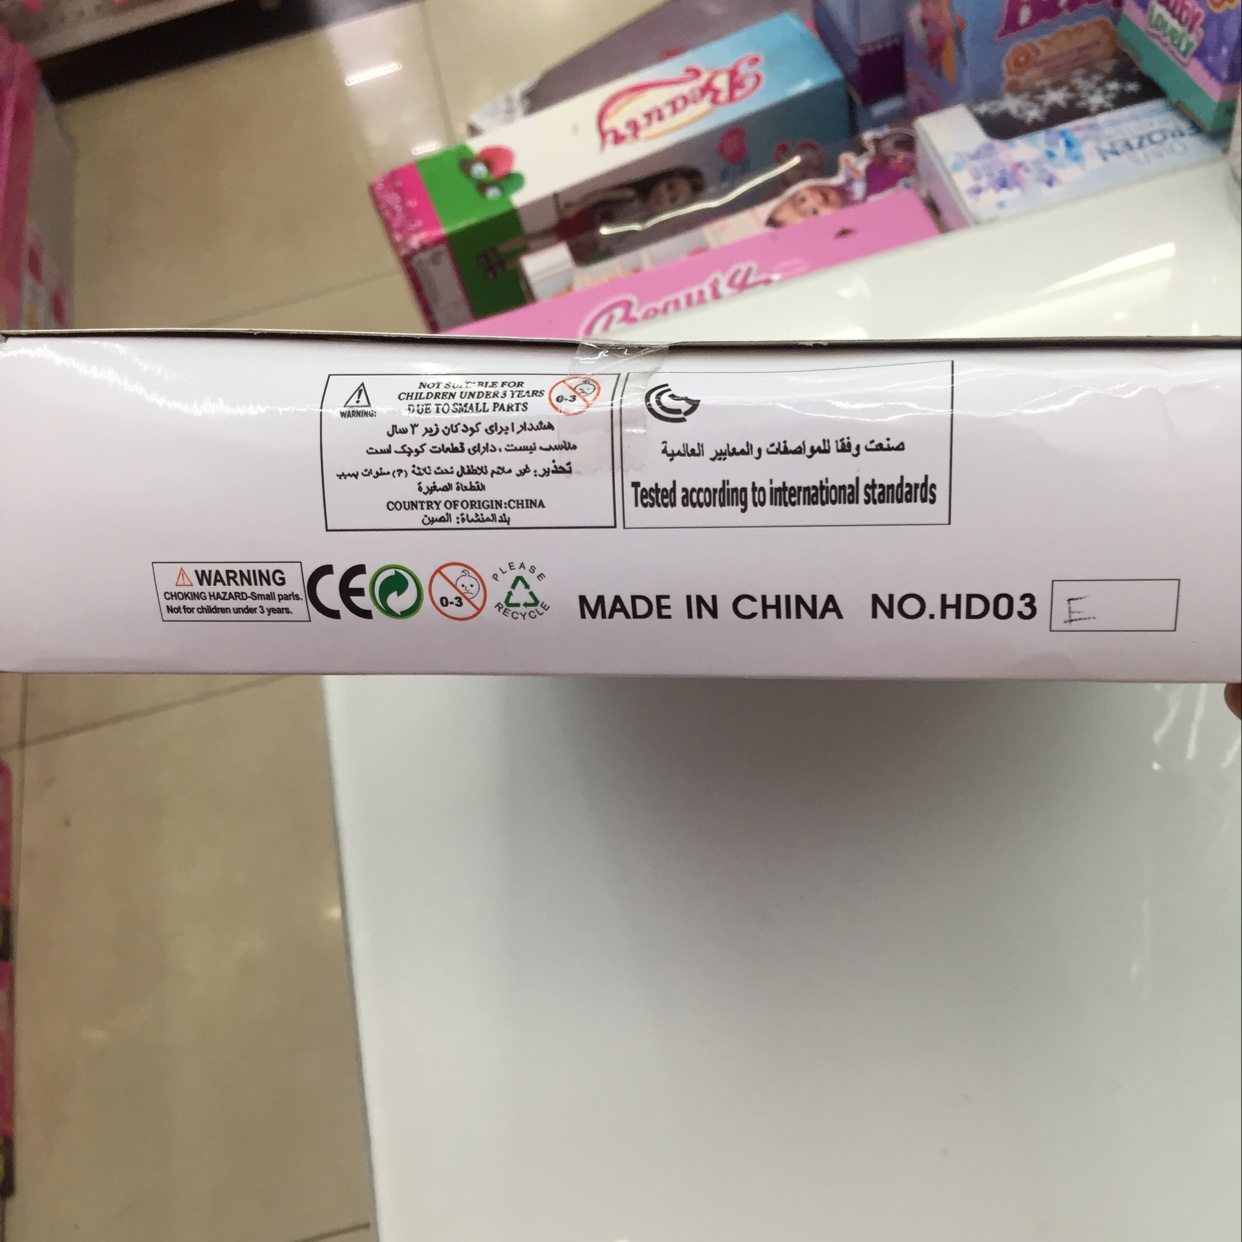 Beauty
FROZEN
Lovely
Beauty
NOT SUITABLE FOR
CHILDREN UNDER 3 YEARS
DUE TO SMALL PARTS
WARNING:
0-3
هشدار! برای کودکان زیر ۳ سال
مناسب نیست، دارای قطعات کوچک است
تحذير: غير ملائم للاطفال تحت ثلاثة (٣) سنوات بسبب
القطعاة الصغيرة
COUNTRY OF ORIGIN:CHINA
بلد المنشاة: الصين
صنعت وفقا للمواصفات والمعايير العالمية
Tested according to international standards
WARNING
CHOKING HAZARD-Small parts.
Not for children under 3 years.
CE
0-3
PLEASE
RECYCLE
MADE IN CHINA NO.HD03
E